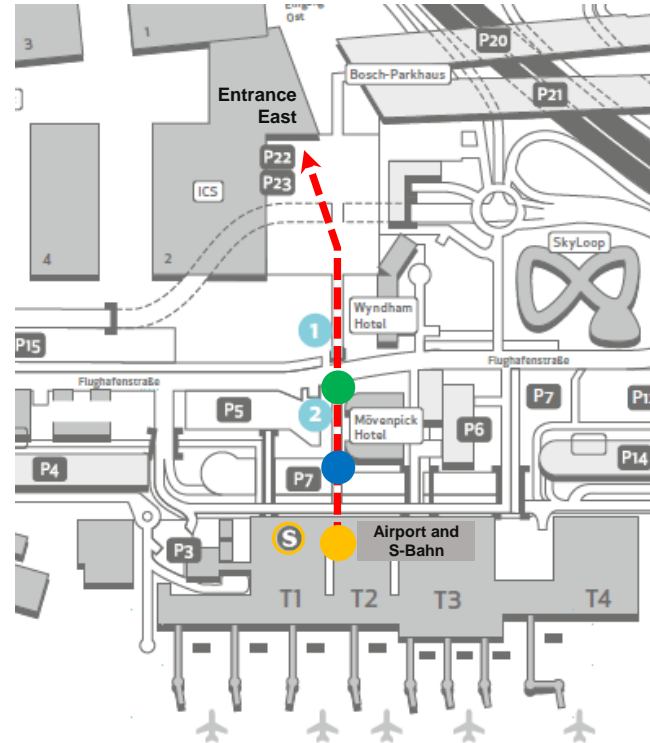 Eingang
Ost
3
1
P20
Bosch-Parkhaus
P21
Entrance
East
P22
P23
ICS
SkyLoop
4
2
Wyndham
Hotel
1
P15
Flughafenstraße
Flughafenstraße
P5
2
P7
Mövenpick
Hotel
P6
P4
P7
P14
S
Airport and
S-Bahn
P3
T1
T2
T3
T4